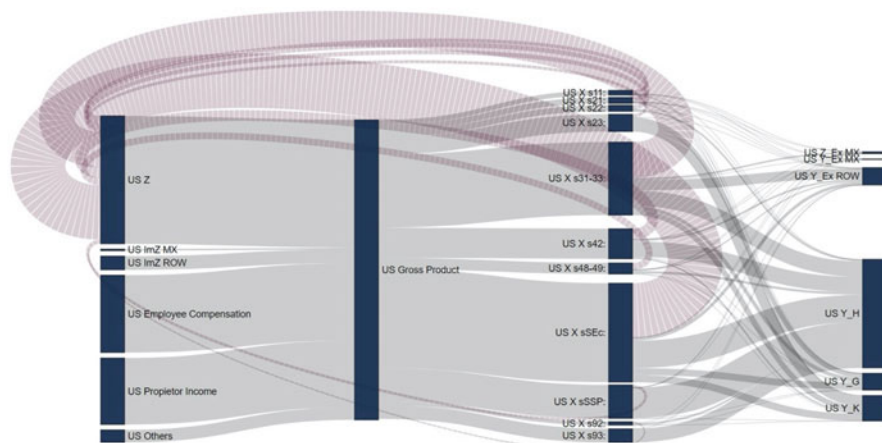 US Z
US ImZ MX
US ImZ ROW
US Employee Compensation
US Propietor Income
US Others
US Gross Product
US X s11:
US X s21:
US X s22:
US X s23:
US X s31-33:
US X s42:
US X s48-49:
US X sSEc:
US X sSSP:
US X s92:
US X s93:
US Z_Ex MX
US Y_Ex MX
US Y_Ex ROW
US Y_H
US Y_G
US Y_K